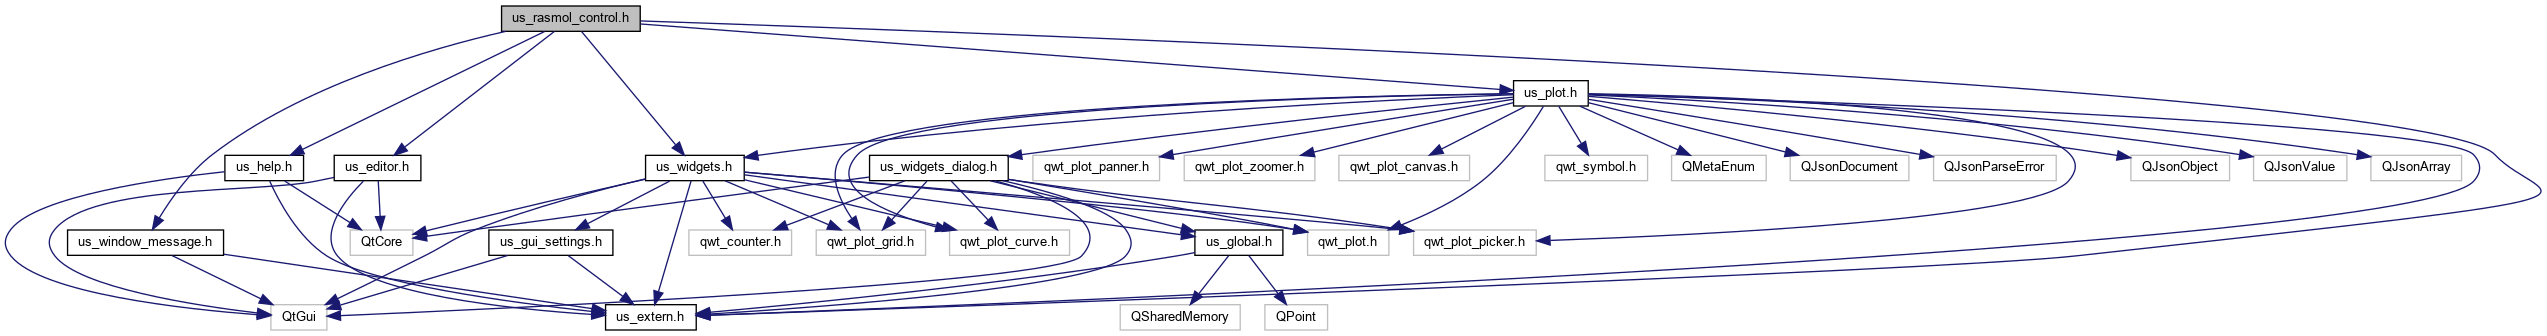 us_rasmol_control.h
us_plot.h
us_help.h
us_editor.h
us_widgets.h
us_widgets_dialog.h
qwt_plot_panner.h
qwt_plot_zoomer.h
qwt_plot_canvas.h
qwt_symbol.h
QMetaEnum
QJsonDocument
QJsonParseError
QJsonObject
QJsonValue
QJsonArray
us_window_message.h
QtCore
us_gui_settings.h
qwt_counter.h
qwt_plot_grid.h
qwt_plot_curve.h
us_global.h
qwt_plot.h
qwt_plot_picker.h
QtGui
us_extern.h
QSharedMemory
QPoint